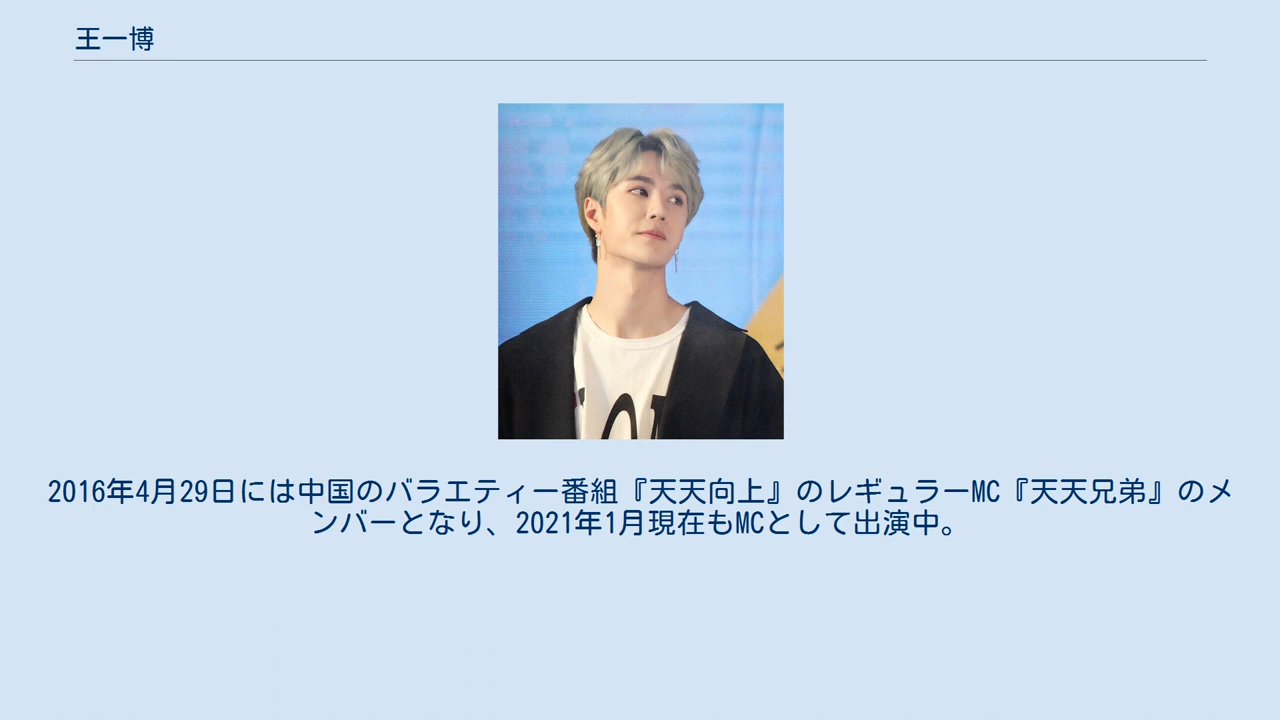 王一博
2016年4月29日には中国のバラエティー番組『天天向上』のレギュラーMC『天天兄弟』のメ
ンバーとなり、2021年1月現在もMCとして出演中。